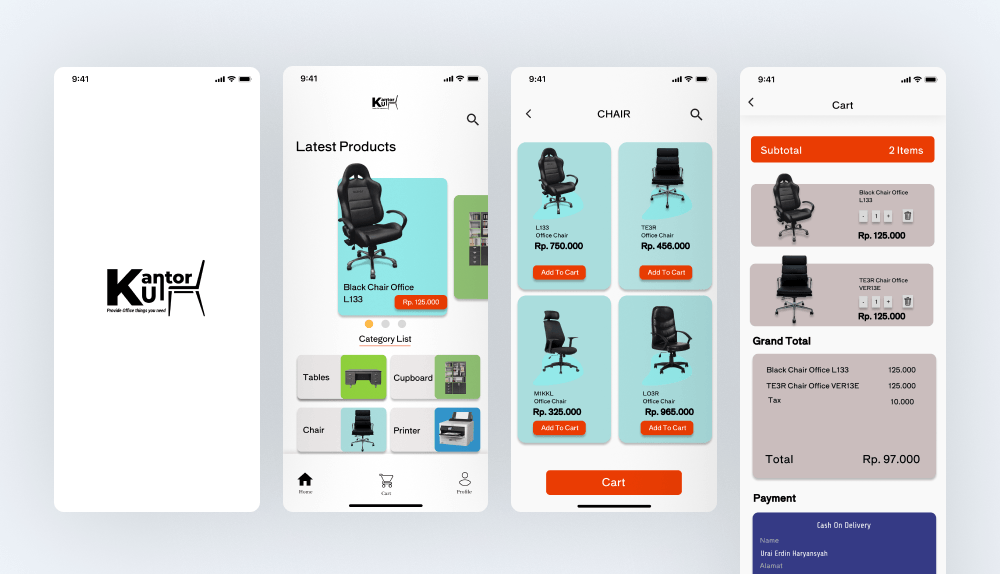 9:41
Kantor
Kult
Provide Office things you need
9:41
Kantor
Latest Products
Black Chair Office
L133
Rp. 125.000
Category List
Tables
Cupboard
Chair
Printer
Home
Cart
Profile
9:41
CHAIR
L133
Office Chair
Rp. 750.000
Add To Cart
TE3R
Office Chair
Rp. 456.000
Add To Cart
M1KKL
Office Chair
Rp. 325.000
Add To Cart
LO3R
Office Chair
Rp. 965.000
Add To Cart
Cart
9:41
Cart
Subtotal 2 Items
Black Chair Office
L133
- 1 +
Rp. 125.000
TE3R Chair Office
VER13E
- 1 +
Rp. 125.000
Grand Total
Black Chair Office L133 125.000
TE3R Chair Office VER13E 125.000
Tax 10.000
Total Rp. 97.000
Payment
Cash On Delivery
Name
Urai Erdin Haryansyah
Alamat